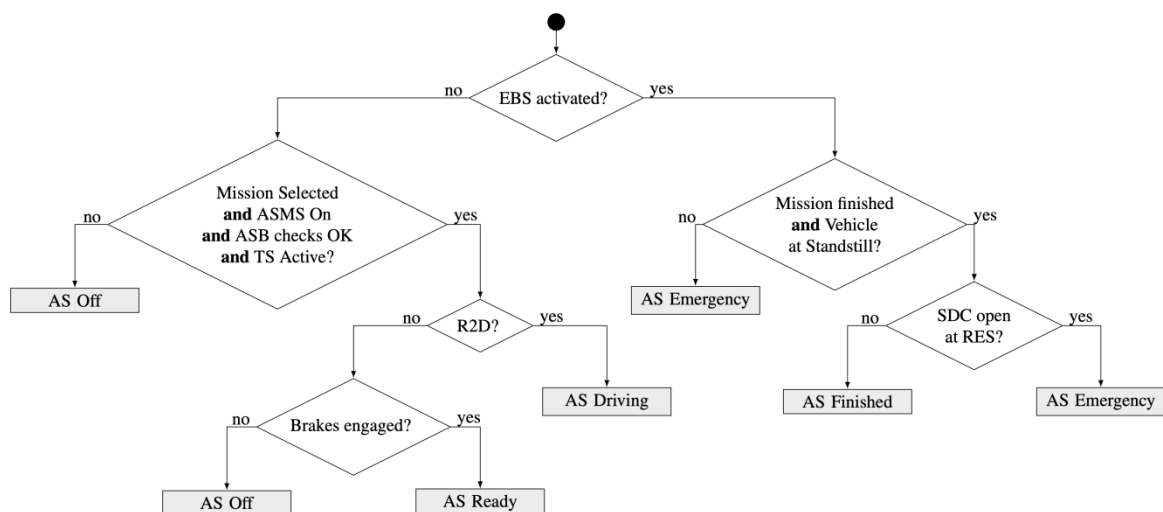 EBS activated?
no
yes
Mission Selected
and ASMS On
and ASB checks OK
and TS Active?
no
yes
Mission finished
and Vehicle
at Standstill?
no
yes
AS Off
AS Emergency
R2D?
no
yes
SDC open
at RES?
no
yes
AS Driving
AS Finished
AS Emergency
Brakes engaged?
no
yes
AS Off
AS Ready